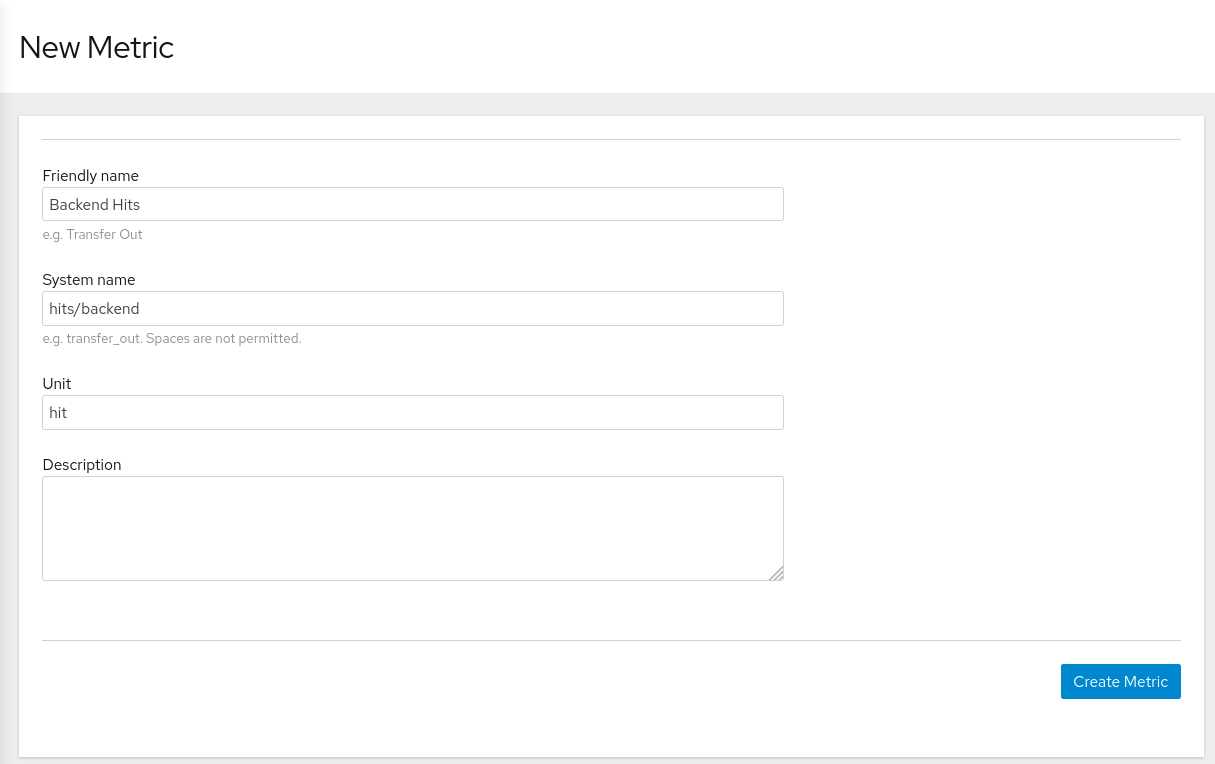 New Metric
Friendly name
Backend Hits
e.g. Transfer Out
System name
hits/backend
e.g. transfer_out. Spaces are not permitted.
Unit
hit
Description
Create Metric